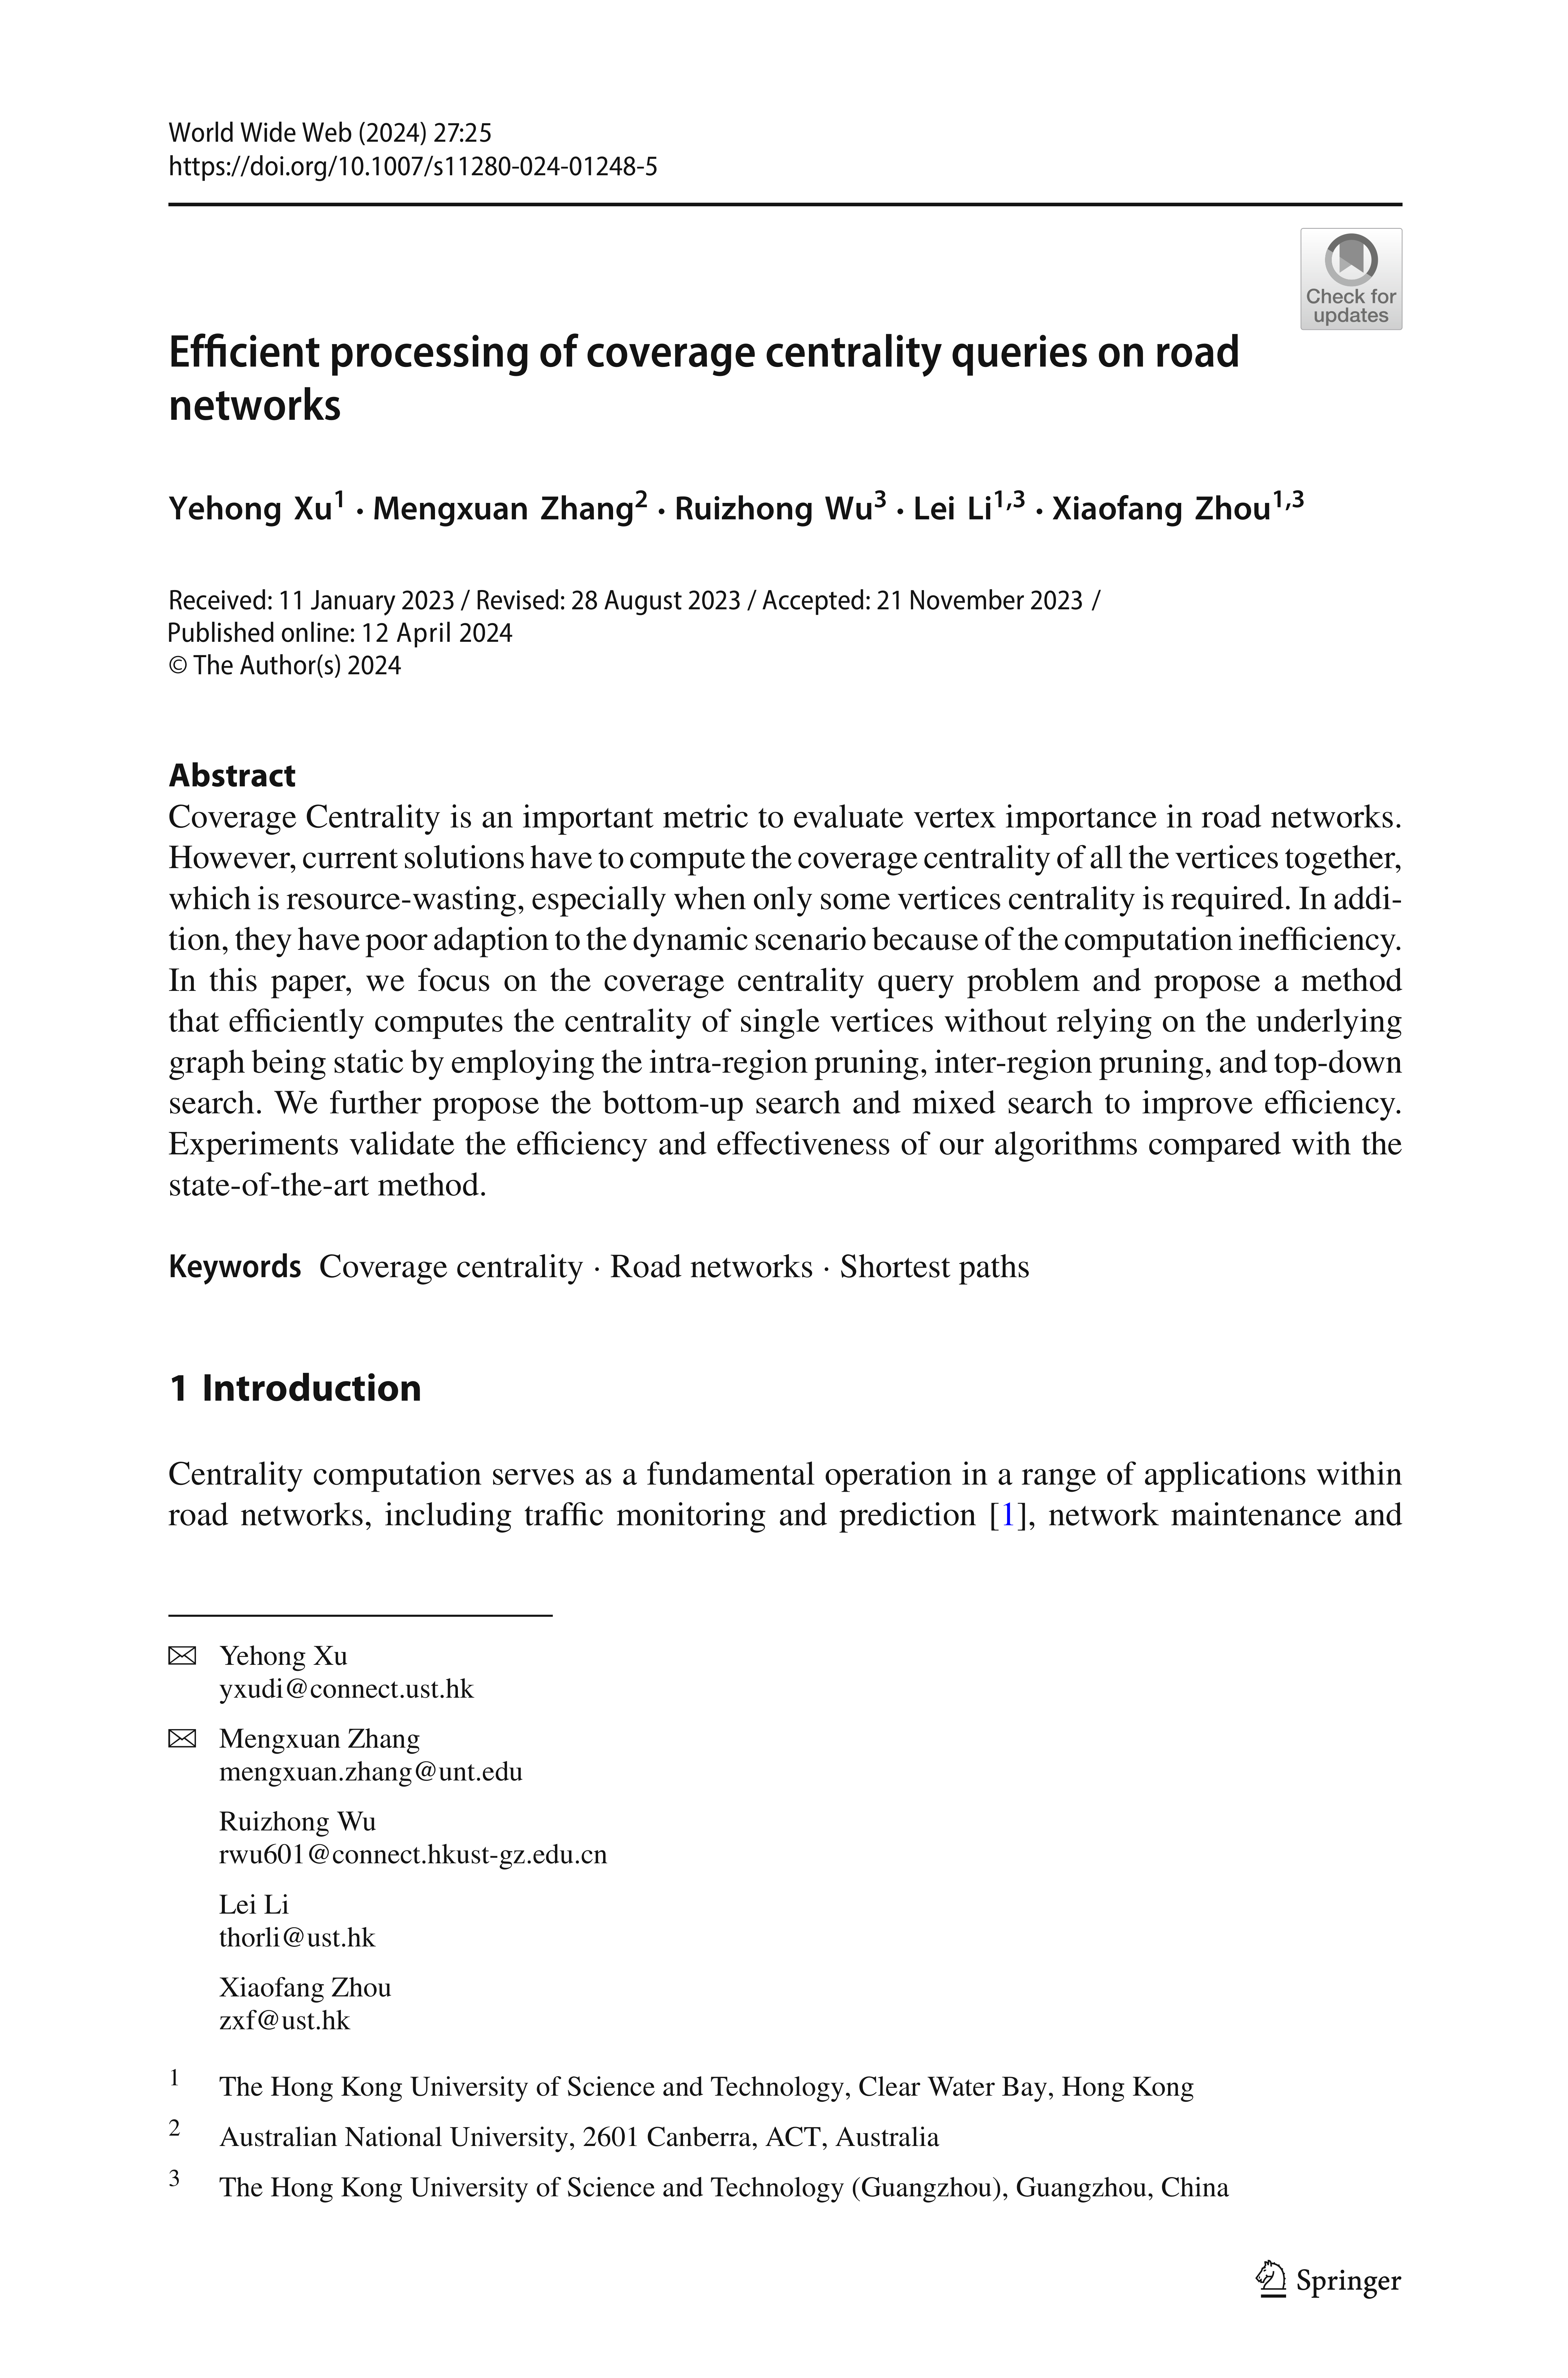 World Wide Web (2024) 27:25
https://doi.org/10.1007/s11280-024-01248-5
Check for
updates
Efficient processing of coverage centrality queries on road
networks
Yehong Xu1 · Mengxuan Zhang2 · Ruizhong Wu3 · Lei Li1,3 · Xiaofang Zhou1,3
Received: 11 January 2023 / Revised: 28 August 2023 / Accepted: 21 November 2023 /
Published online: 12 April 2024
© The Author(s) 2024
Abstract
Coverage Centrality is an important metric to evaluate vertex importance in road networks.
However, current solutions have to compute the coverage centrality of all the vertices together,
which is resource-wasting, especially when only some vertices centrality is required. In addi-
tion, they have poor adaption to the dynamic scenario because of the computation inefficiency.
In this paper, we focus on the coverage centrality query problem and propose a method
that efficiently computes the centrality of single vertices without relying on the underlying
graph being static by employing the intra-region pruning, inter-region pruning, and top-down
search. We further propose the bottom-up search and mixed search to improve efficiency.
Experiments validate the efficiency and effectiveness of our algorithms compared with the
state-of-the-art method.
Keywords Coverage centrality · Road networks · Shortest paths
1 Introduction
Centrality computation serves as a fundamental operation in a range of applications within
road networks, including traffic monitoring and prediction [1], network maintenance and
Yehong Xu
yxudi@connect.ust.hk
Mengxuan Zhang
mengxuan.zhang@unt.edu
Ruizhong Wu
rwu601@connect.hkust-gz.edu.cn
Lei Li
thorli@ust.hk
Xiaofang Zhou
zxf@ust.hk
1 The Hong Kong University of Science and Technology, Clear Water Bay, Hong Kong
2 Australian National University, 2601 Canberra, ACT, Australia
3 The Hong Kong University of Science and Technology (Guangzhou), Guangzhou, China
Springer